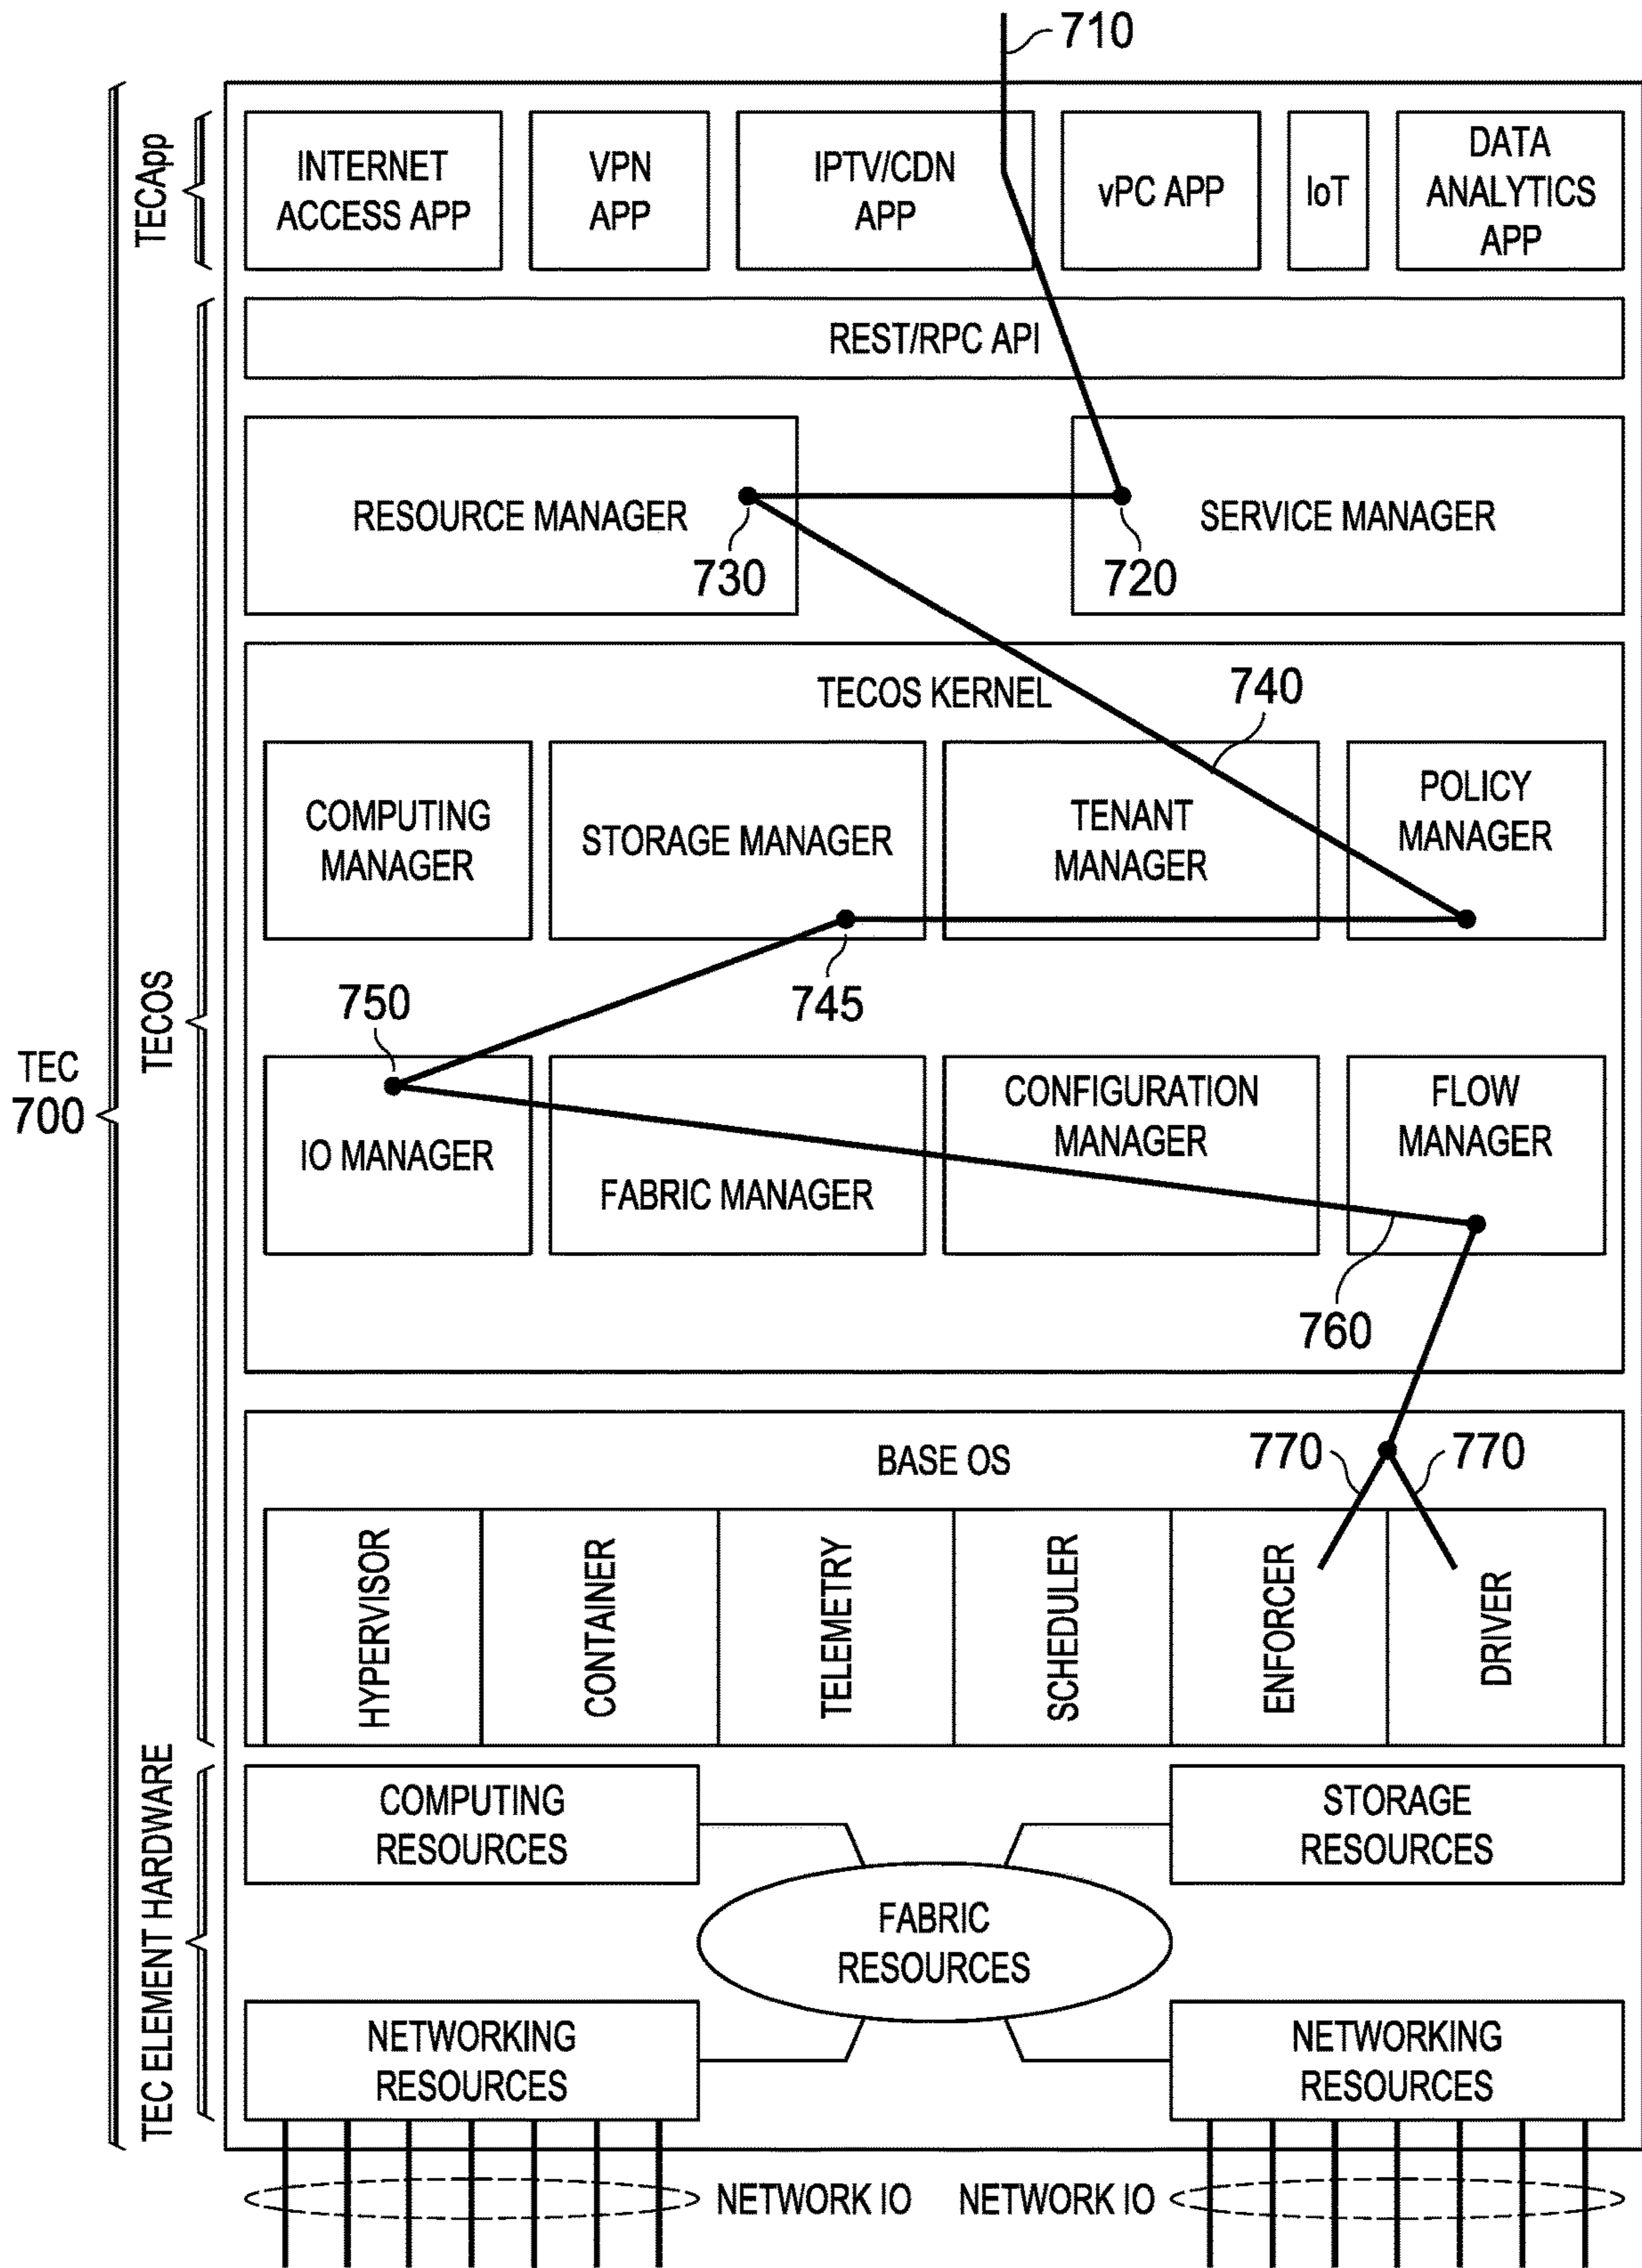 710
TECApp
INTERNET
ACCESS APP
VPN
APP
IPTV/CDN
APP
vPC APP
IoT
DATA
ANALYTICS
APP
REST/RPC API
RESOURCE MANAGER
730
720
SERVICE MANAGER
TECOS KERNEL
740
COMPUTING
MANAGER
STORAGE MANAGER
TENANT
MANAGER
POLICY
MANAGER
TECOS
750
745
TEC
700
IO MANAGER
FABRIC MANAGER
CONFIGURATION
MANAGER
FLOW
MANAGER
760
BASE OS
770
770
HYPERVISOR
CONTAINER
TELEMETRY
SCHEDULER
ENFORCER
DRIVER
TEC ELEMENT HARDWARE
COMPUTING
RESOURCES
STORAGE
RESOURCES
FABRIC
RESOURCES
NETWORKING
RESOURCES
NETWORKING
RESOURCES
NETWORK IO
NETWORK IO